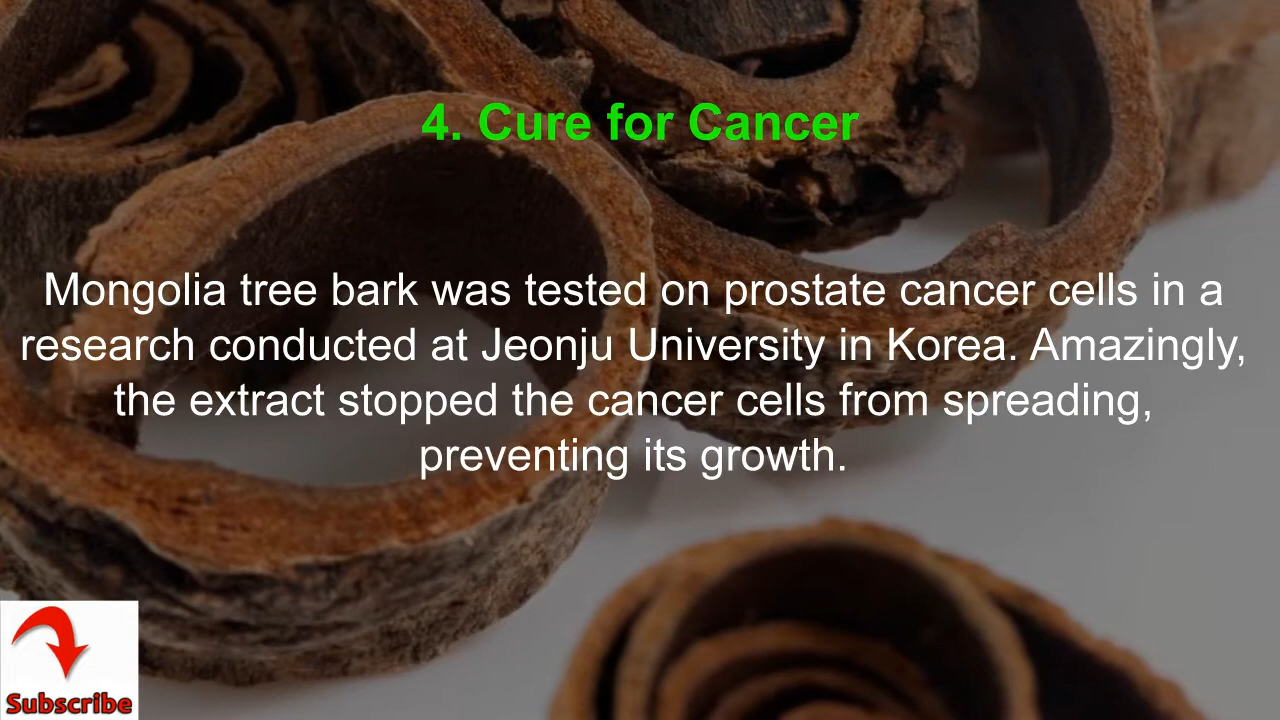 4. Cure for Cancer
Mongolia tree bark was tested on prostate cancer cells in a
research conducted at Jeonju University in Korea. Amazingly,
the extract stopped the cancer cells from spreading,
preventing its growth.
Subscribe